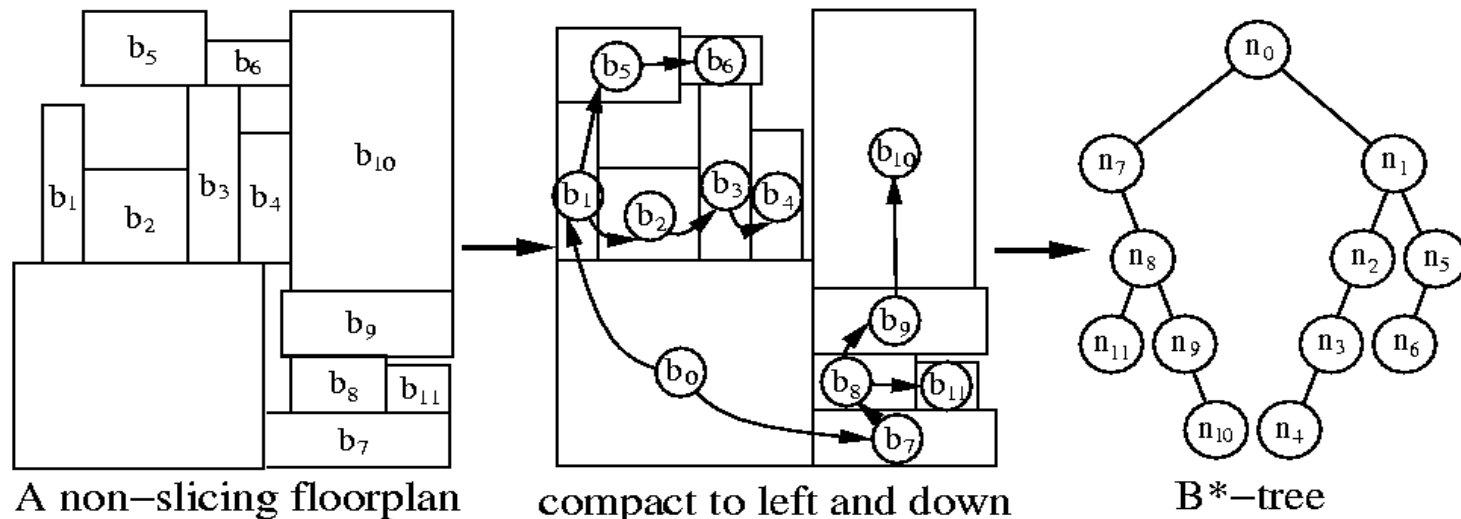 b₅
b₆
b₁₀
b₁
b₂
b₃
b₄
b₉
b₈
b₁₁
b₇
A non–slicing floorplan
b₅
b₆
b₁₀
b₁
b₂
b₃
b₄
b₉
b₀
b₈
b₁₁
b₇
compact to left and down
n₀
n₇
n₁
n₈
n₂
n₅
n₁₁
n₉
n₃
n₆
n₁₀
n₄
B*–tree